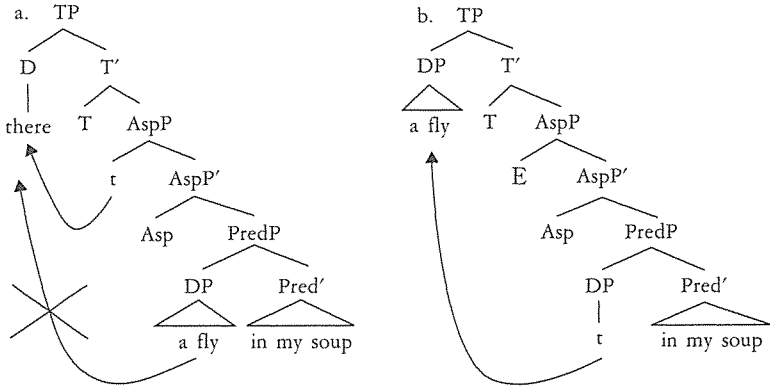 a. TP
D T′
there T AspP
t AspP′
Asp PredP
DP Pred′
a fly in my soup
b. TP
DP T′
a fly T AspP
E AspP′
Asp PredP
DP Pred′
t in my soup